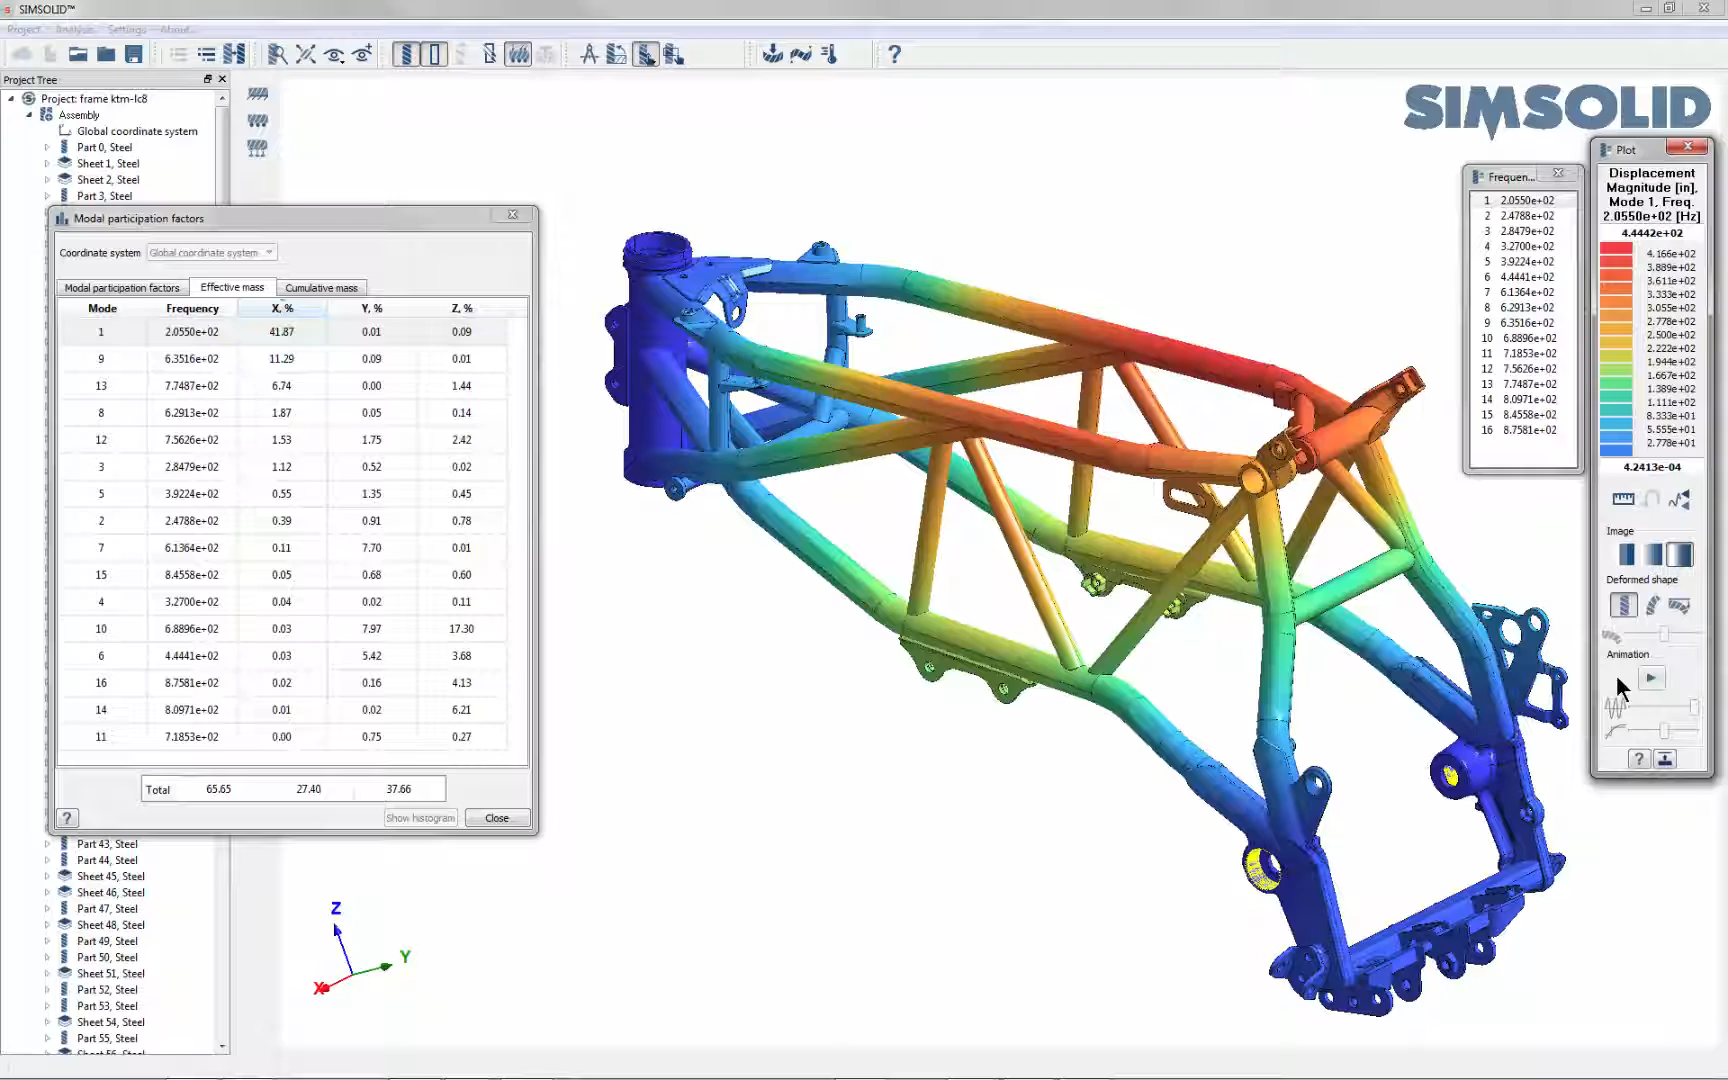 SIMSOLID™
Project Analysis Settings About...
Project Tree
Project: frame ktm-lc8
Assembly
Global coordinate system
Part 0, Steel
Sheet 1, Steel
Sheet 2, Steel
Part 3, Steel
Modal participation factors
Coordinate system Global coordinate system
Modal participation factors Effective mass Cumulative mass
Mode Frequency X, % Y, % Z, %
1 2.0550e+02 41.87 0.01 0.09
9 6.3516e+02 11.29 0.09 0.01
13 7.7487e+02 6.74 0.00 1.44
8 6.2913e+02 1.87 0.05 0.14
12 7.5626e+02 1.53 1.75 2.42
3 2.8479e+02 1.12 0.52 0.02
5 3.9224e+02 0.55 1.35 0.45
2 2.4788e+02 0.39 0.91 0.78
7 6.1364e+02 0.11 7.70 0.01
15 8.4558e+02 0.05 0.68 0.60
4 3.2700e+02 0.04 0.02 0.11
10 6.8896e+02 0.03 7.97 17.30
6 4.4441e+02 0.03 5.42 3.68
16 8.7581e+02 0.02 0.16 4.13
14 8.0971e+02 0.01 0.02 6.21
11 7.1853e+02 0.00 0.75 0.27
Total 65.65 27.40 37.66
? Show histogram Close
Part 43, Steel
Part 44, Steel
Sheet 45, Steel
Sheet 46, Steel
Part 47, Steel
Sheet 48, Steel
Part 49, Steel
Part 50, Steel
Sheet 51, Steel
Part 52, Steel
Part 53, Steel
Sheet 54, Steel
Part 55, Steel
Sheet 56, Steel
Z
Y
X
SIMSOLID
Frequen...
1 2.0550e+02
2 2.4788e+02
3 2.8479e+02
4 3.2700e+02
5 3.9224e+02
6 4.4441e+02
7 6.1364e+02
8 6.2913e+02
9 6.3516e+02
10 6.8896e+02
11 7.1853e+02
12 7.5626e+02
13 7.7487e+02
14 8.0971e+02
15 8.4558e+02
16 8.7581e+02
Plot
Displacement
Magnitude [in],
Mode 1, Freq.
2.0550e+02 [Hz]
4.4442e+02
4.166e+02
3.889e+02
3.611e+02
3.333e+02
3.055e+02
2.778e+02
2.500e+02
2.222e+02
1.944e+02
1.667e+02
1.389e+02
1.111e+02
8.333e+01
5.555e+01
2.778e+01
4.2413e-04
Image
Deformed shape
Animation
?